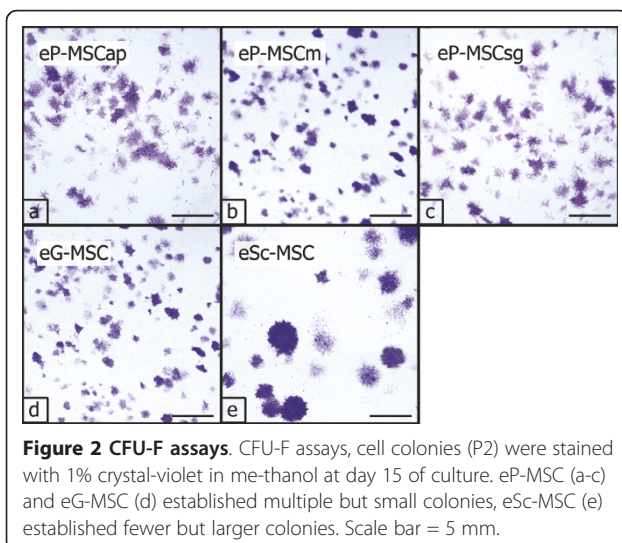 eP-MSCap
eP-MSCm
eP-MSCsg
a
b
c
eG-MSC
eSc-MSC
d
e
Figure 2 CFU-F assays. CFU-F assays, cell colonies (P2) were stained
with 1% crystal-violet in me-thanol at day 15 of culture. eP-MSC (a-c)
and eG-MSC (d) established multiple but small colonies, eSc-MSC (e)
established fewer but larger colonies. Scale bar = 5 mm.